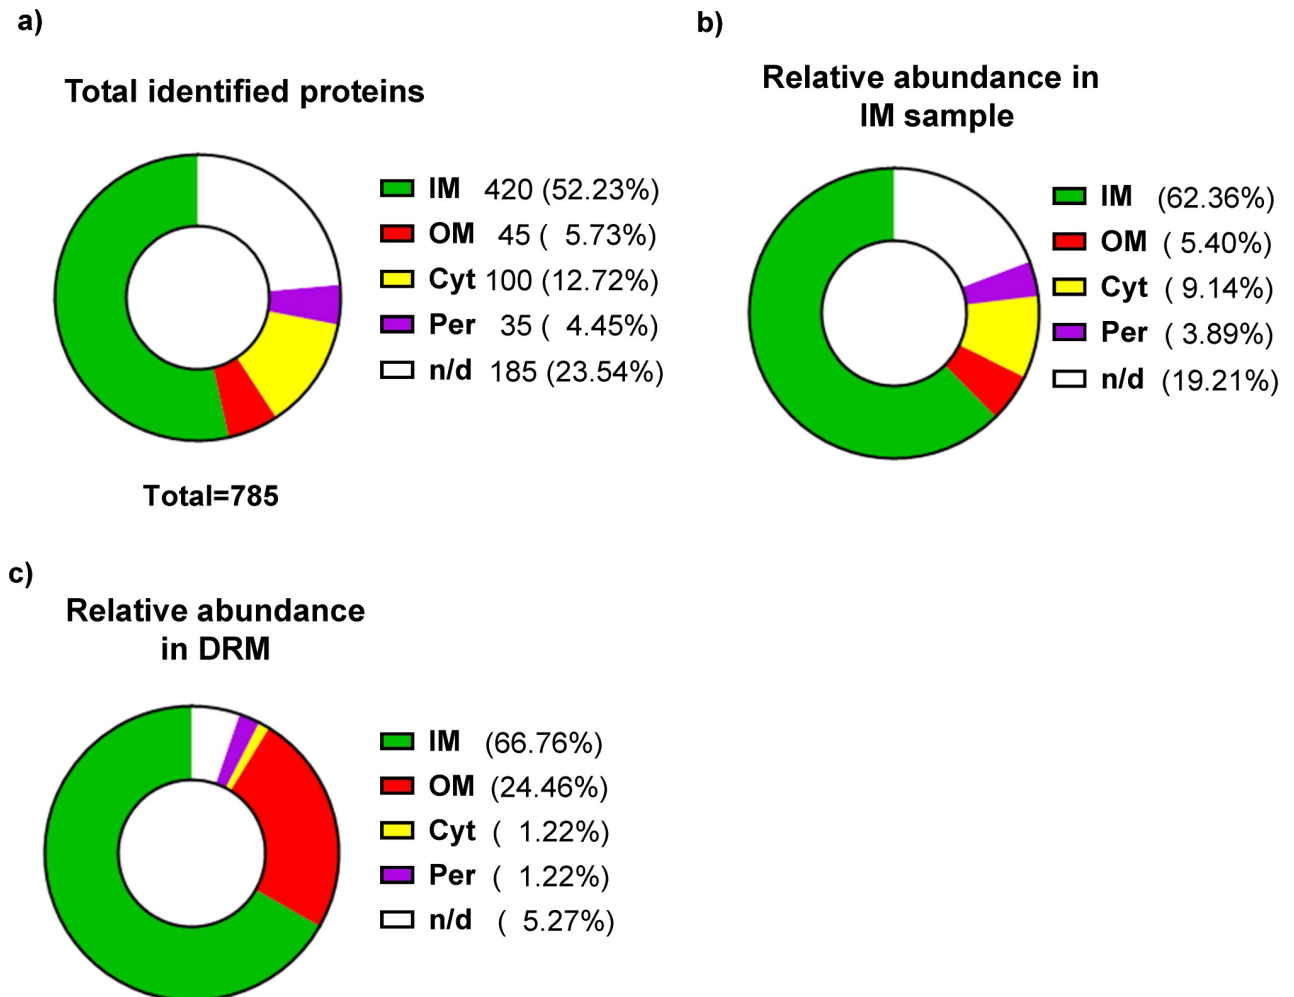 a)
Total identified proteins
IM 420 (52.23%)
OM 45 ( 5.73%)
Cyt 100 (12.72%)
Per 35 ( 4.45%)
n/d 185 (23.54%)
Total=785
b)
Relative abundance in
IM sample
IM (62.36%)
OM ( 5.40%)
Cyt ( 9.14%)
Per ( 3.89%)
n/d (19.21%)
c)
Relative abundance
in DRM
IM (66.76%)
OM (24.46%)
Cyt ( 1.22%)
Per ( 1.22%)
n/d ( 5.27%)